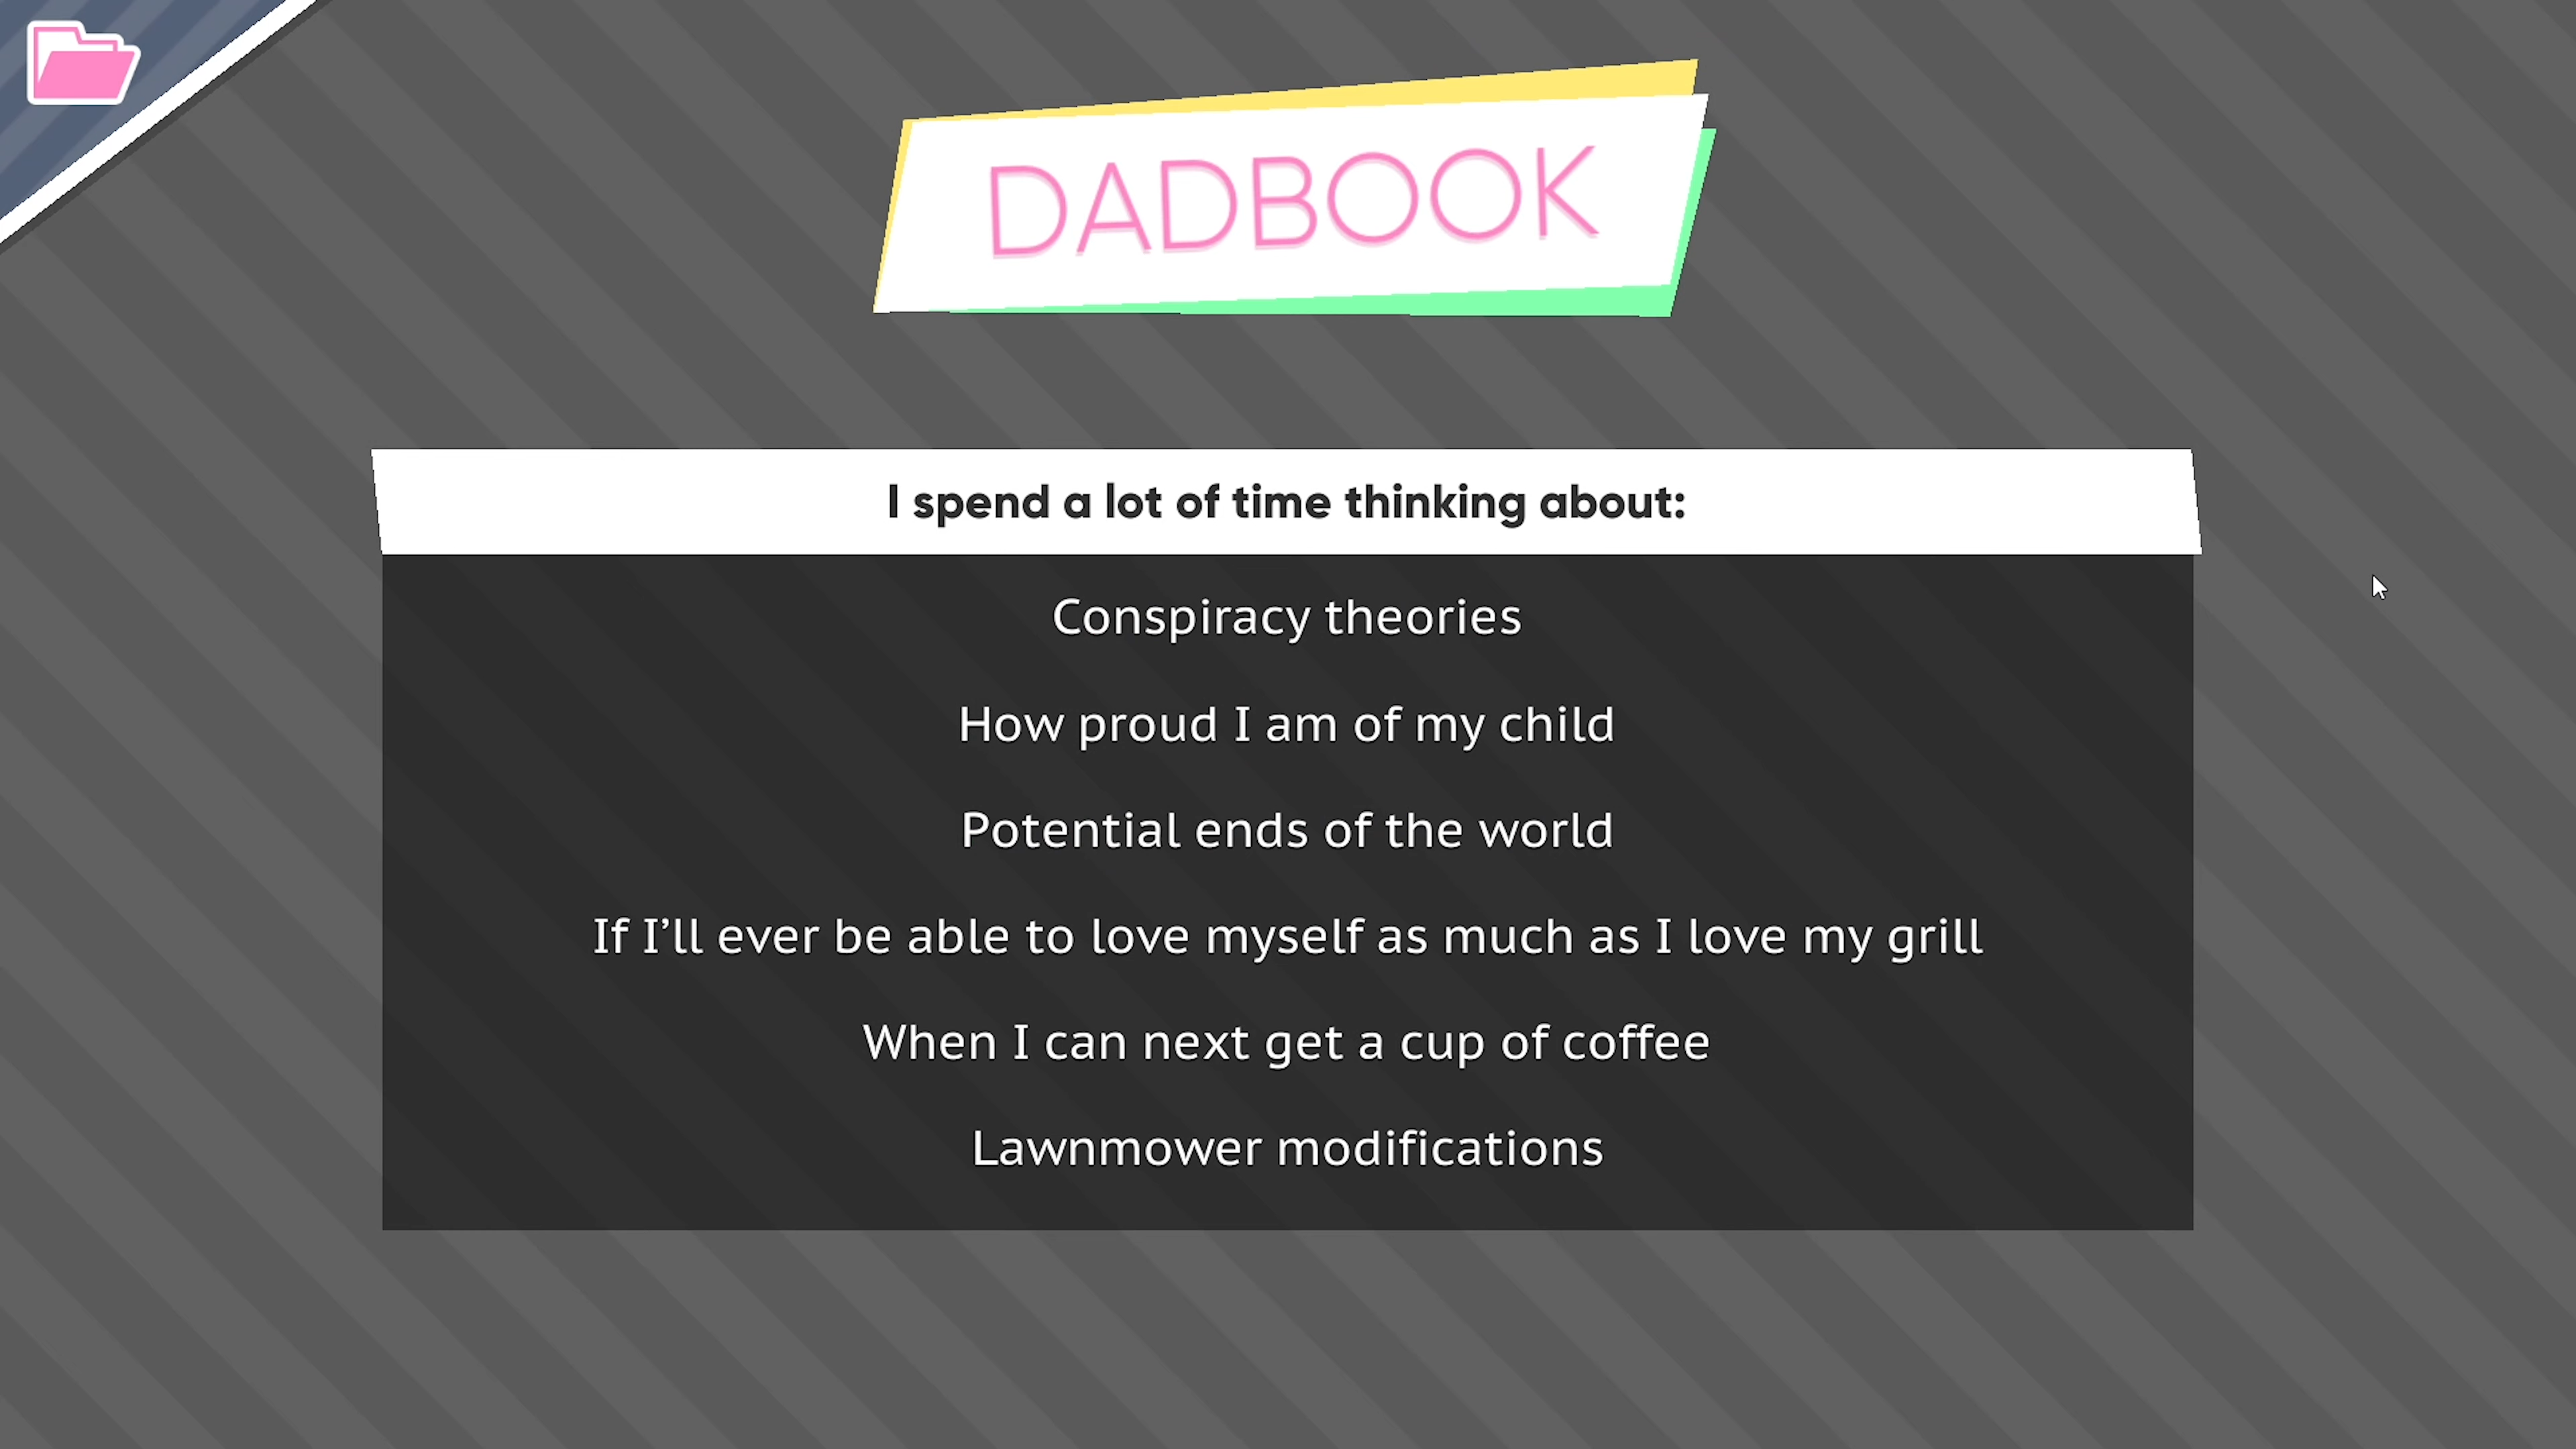 DADBOOK
I spend a lot of time thinking about:
Conspiracy theories
How proud I am of my child
Potential ends of the world
If I’ll ever be able to love myself as much as I love my grill
When I can next get a cup of coffee
Lawnmower modifications